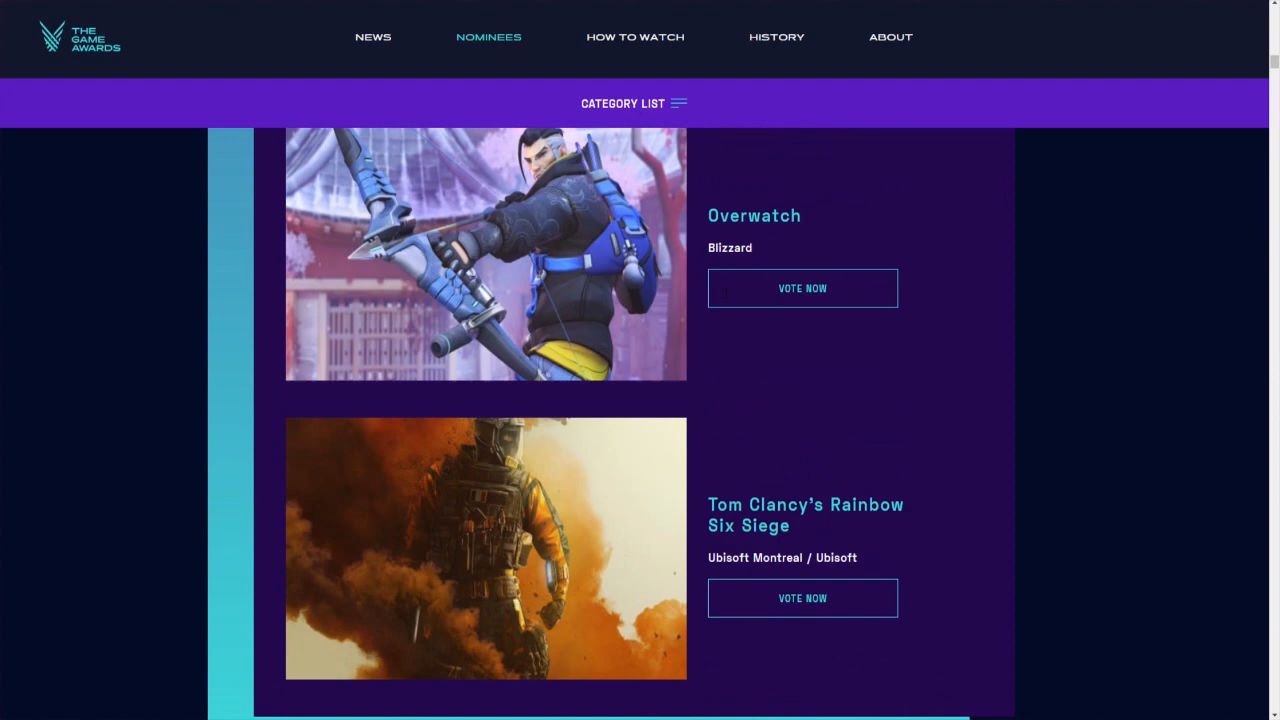 THE
GAME
AWARDS
NEWS
NOMINEES
HOW TO WATCH
HISTORY
ABOUT
CATEGORY LIST
Overwatch
Blizzard
VOTE NOW
Tom Clancy's Rainbow
Six Siege
Ubisoft Montreal / Ubisoft
VOTE NOW